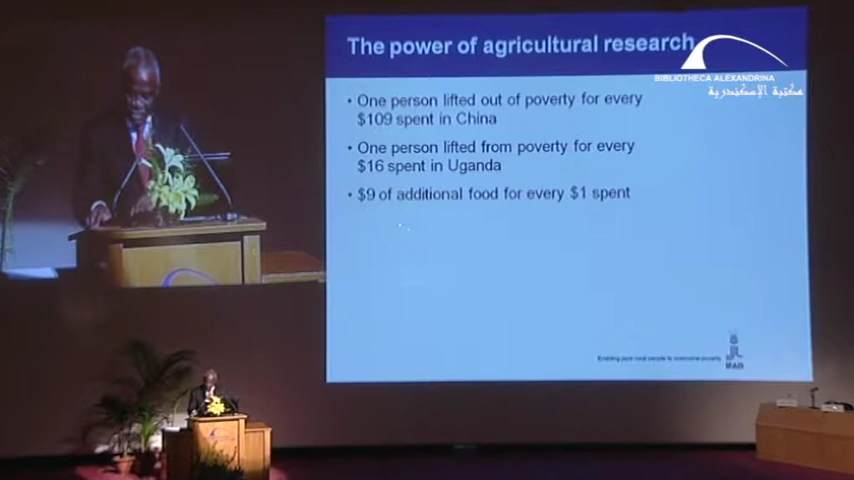 The power of agricultural research
BIBLIOTHECA ALEXANDRINA
مكتبة الإسكندرية
• One person lifted out of poverty for every
$109 spent in China
• One person lifted from poverty for every
$16 spent in Uganda
• $9 of additional food for every $1 spent
Enabling poor rural people to overcome poverty
IFAD